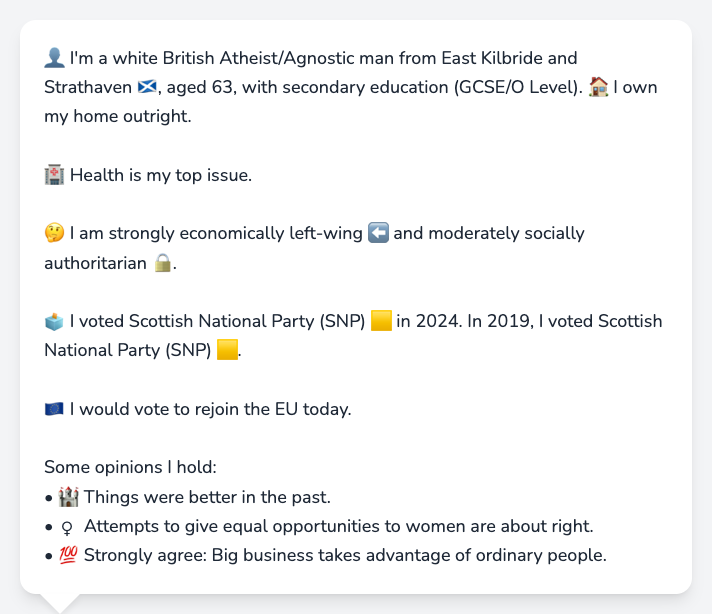 👤 I'm a white British Atheist/Agnostic man from East Kilbride and
Strathaven 🏴󠁧󠁢󠁳󠁣󠁴󠁿, aged 63, with secondary education (GCSE/O Level). 🏠 I own
my home outright.
🏥 Health is my top issue.
🤔 I am strongly economically left-wing ⬅️ and moderately socially
authoritarian 🔒.
🗳️ I voted Scottish National Party (SNP) 🟨 in 2024. In 2019, I voted Scottish
National Party (SNP) 🟨.
🇪🇺 I would vote to rejoin the EU today.
Some opinions I hold:
• 🏰 Things were better in the past.
• ♀ Attempts to give equal opportunities to women are about right.
• 💯 Strongly agree: Big business takes advantage of ordinary people.